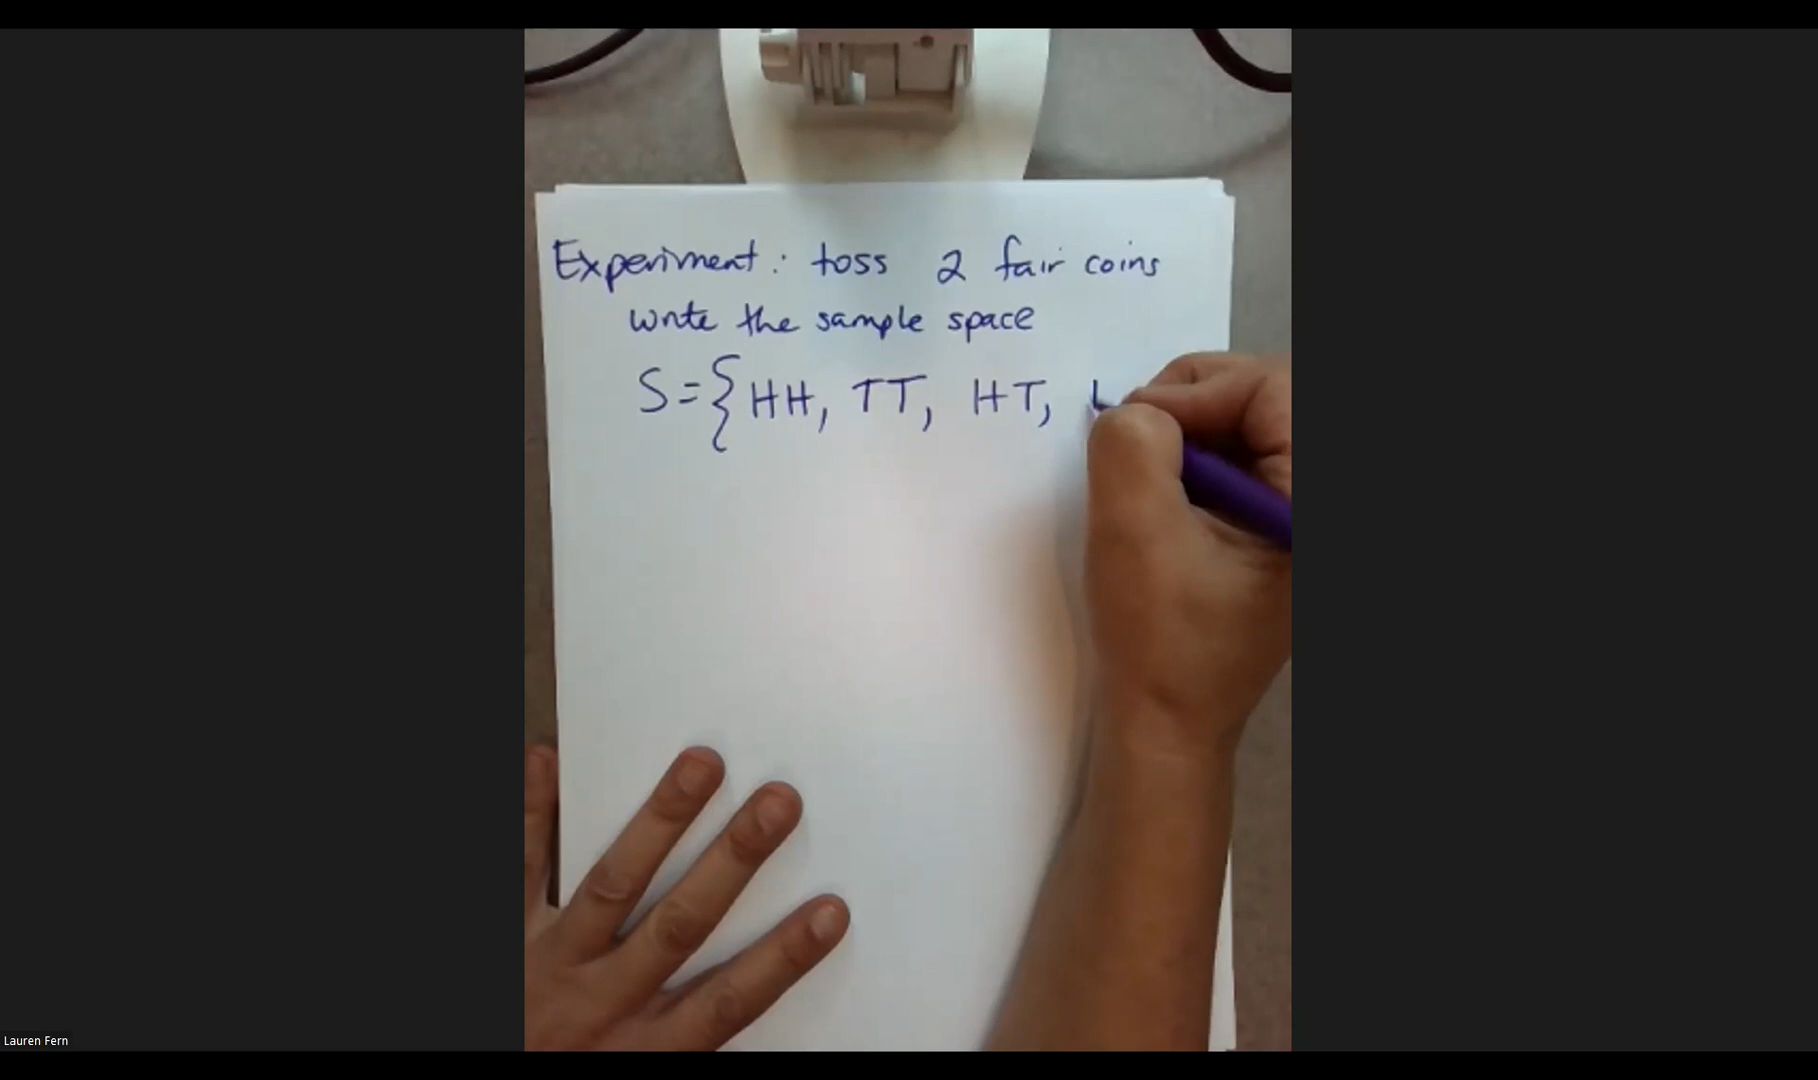 Experiment: toss 2 fair coins
write the sample space
S={HH, TT, HT,
Lauren Fern